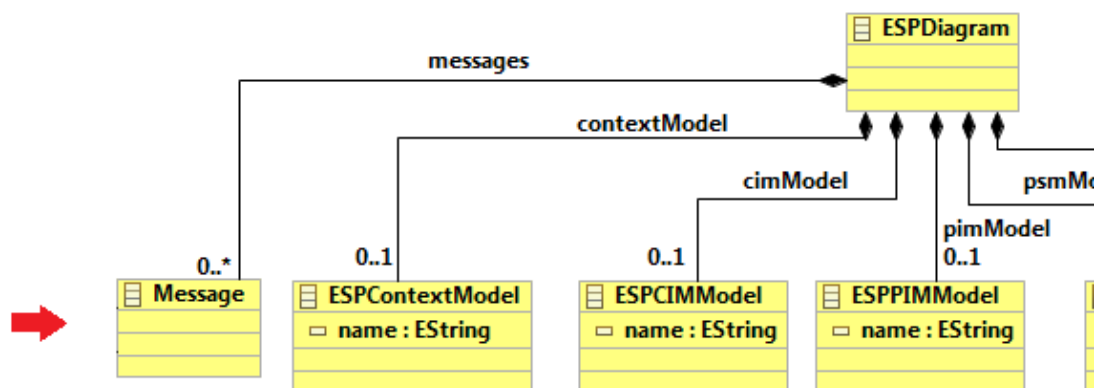 ESPDiagram
messages
contextModel
cimModel
psmMo
pimModel
0..*
0..1
0..1
0..1
Message
ESPContextModel
name : EString
ESPCIMModel
name : EString
ESPPIMModel
name : EString